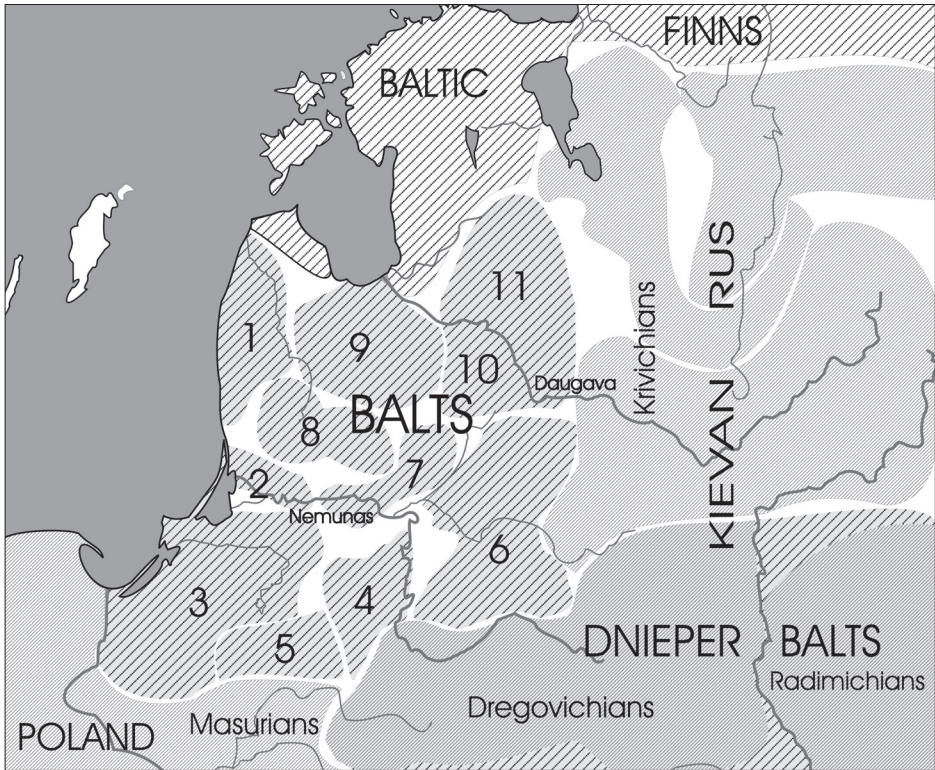 FINNS
BALTIC
11
1
9
10
Daugava
Krivichians
KIEVAN RUS
BALTS
8
7
2
Nemunas
6
3
4
5
DNIEPER BALTS
Radimichians
Dregovichians
Masurians
POLAND